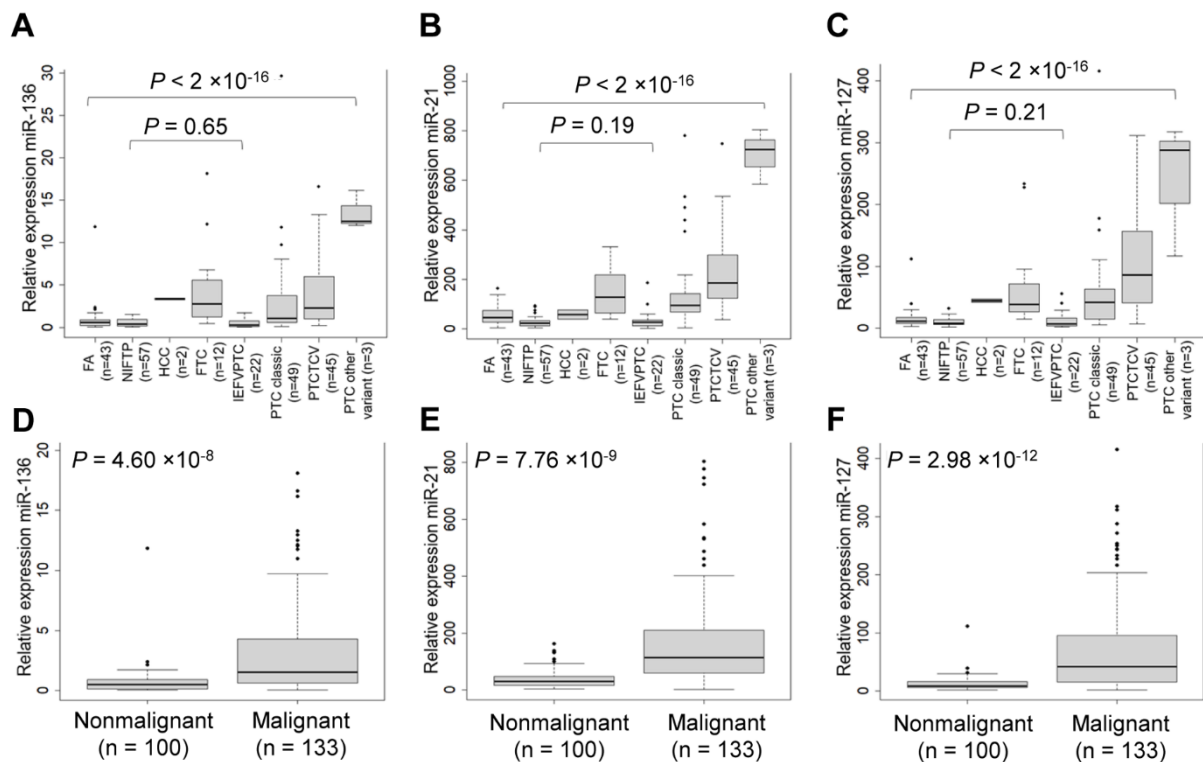 A
Relative expression miR-136
30
25
20
15
10
5
0
P < 2 ×10-16
P = 0.65
FA
(n=43)
NIFTP
(n=57)
HCC
(n=2)
FTC
(n=12)
IEFVPTC
(n=22)
PTC classic
(n=49)
PTCTCV
(n=45)
PTC other
variant (n=3)
B
Relative expression miR-21
1000
800
600
400
200
0
P < 2 ×10-16
P = 0.19
FA
(n=43)
NIFTP
(n=57)
HCC
(n=2)
FTC
(n=12)
IEFVPTC
(n=22)
PTC classic
(n=49)
PTCTCV
(n=45)
PTC other
variant (n=3)
C
Relative expression miR-127
400
300
200
100
0
P < 2 ×10-16
P = 0.21
FA
(n=43)
NIFTP
(n=57)
HCC
(n=2)
FTC
(n=12)
IEFVPTC
(n=22)
PTC classic
(n=49)
PTCTCV
(n=45)
PTC other
variant (n=3)
D
Relative expression miR-136
20
15
10
5
0
P = 4.60 ×10-8
Nonmalignant
(n = 100)
Malignant
(n = 133)
E
Relative expression miR-21
800
600
400
200
0
P = 7.76 ×10-9
Nonmalignant
(n = 100)
Malignant
(n = 133)
F
Relative expression miR-127
400
300
200
100
0
P = 2.98 ×10-12
Nonmalignant
(n = 100)
Malignant
(n = 133)